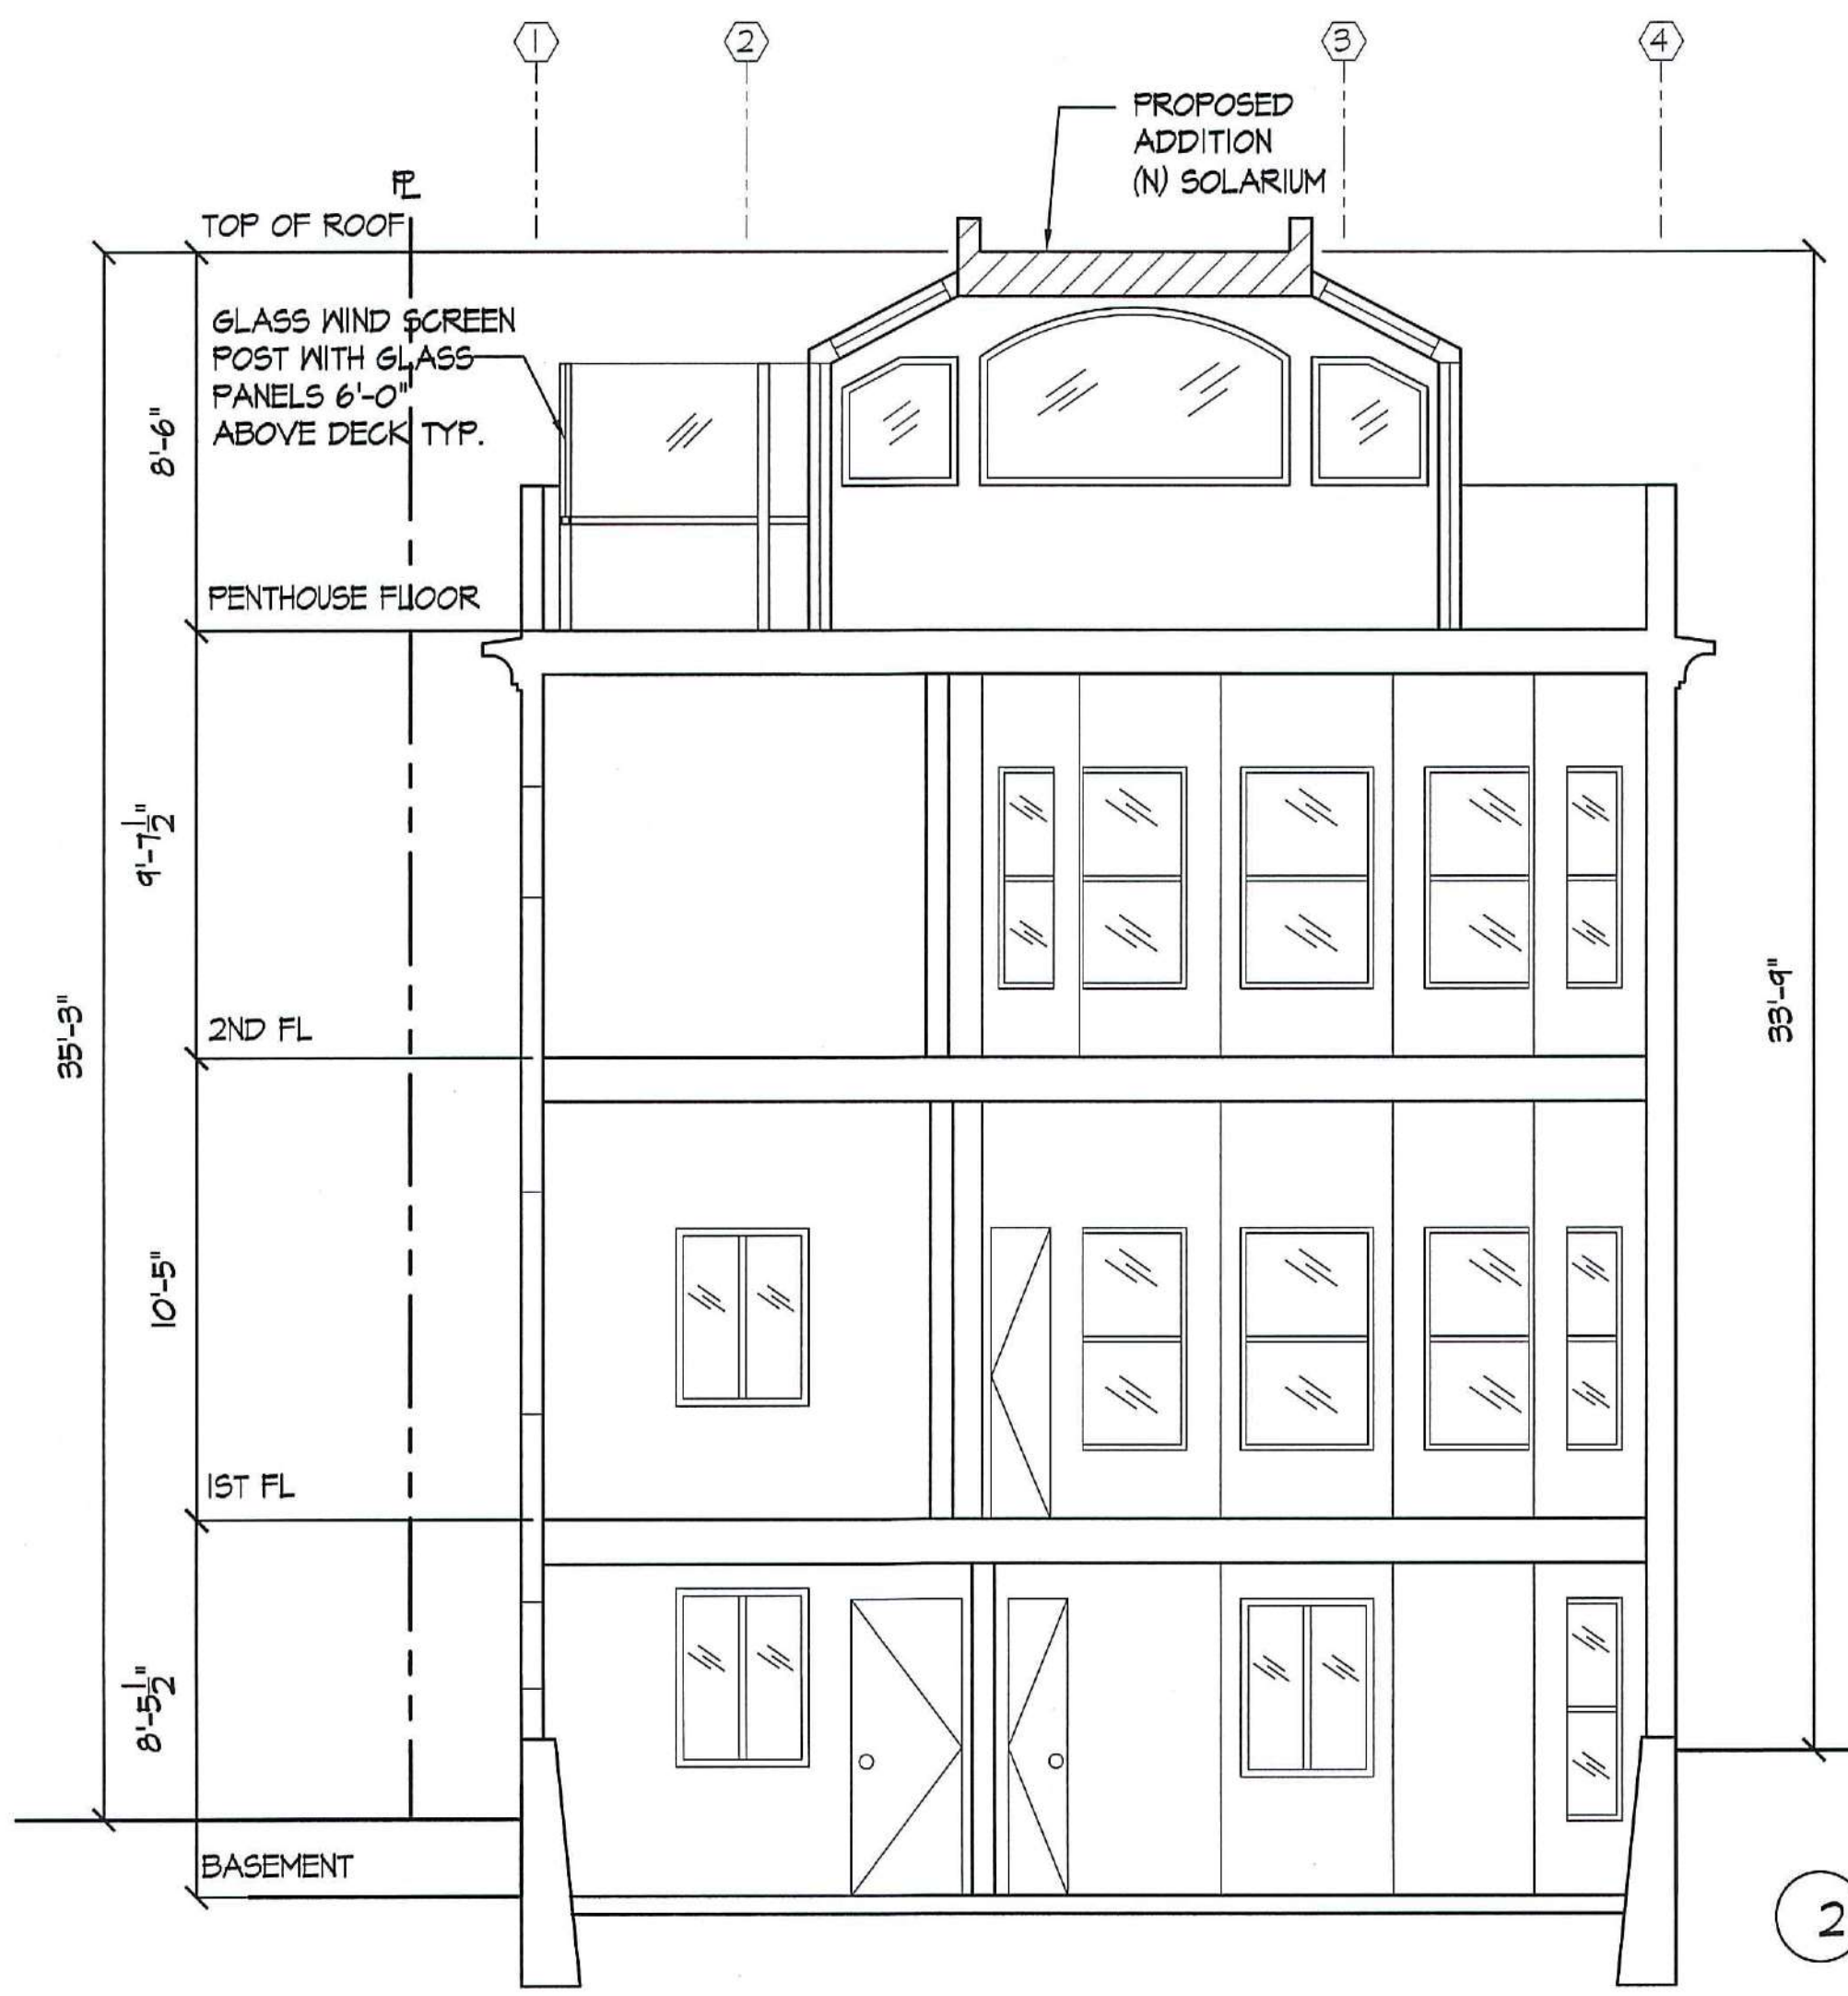 1
2
3
4
PROPOSED
ADDITION
(N) SOLARIUM
PL
TOP OF ROOF
GLASS WIND SCREEN
POST WITH GLASS
PANELS 6'-0"
ABOVE DECK TYP.
8'-6"
PENTHOUSE FLOOR
9'-7 1/2"
2ND FL
35'-3"
33'-9"
10'-5"
1ST FL
8'-5 1/2"
BASEMENT
2